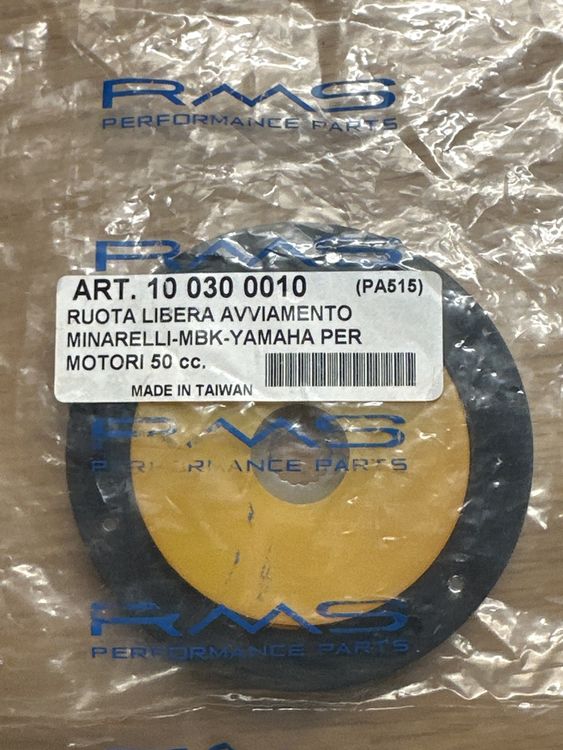 RMS
PERFORMANCE PARTS
RMS
ART. 10 030 0010 (PA515)
RUOTA LIBERA AVVIAMENTO
MINARELLI-MBK-YAMAHA PER
MOTORI 50 cc.
MADE IN TAIWAN
RMS
PERFORMANCE PARTS
RMS
PERFORMANCE PARTS